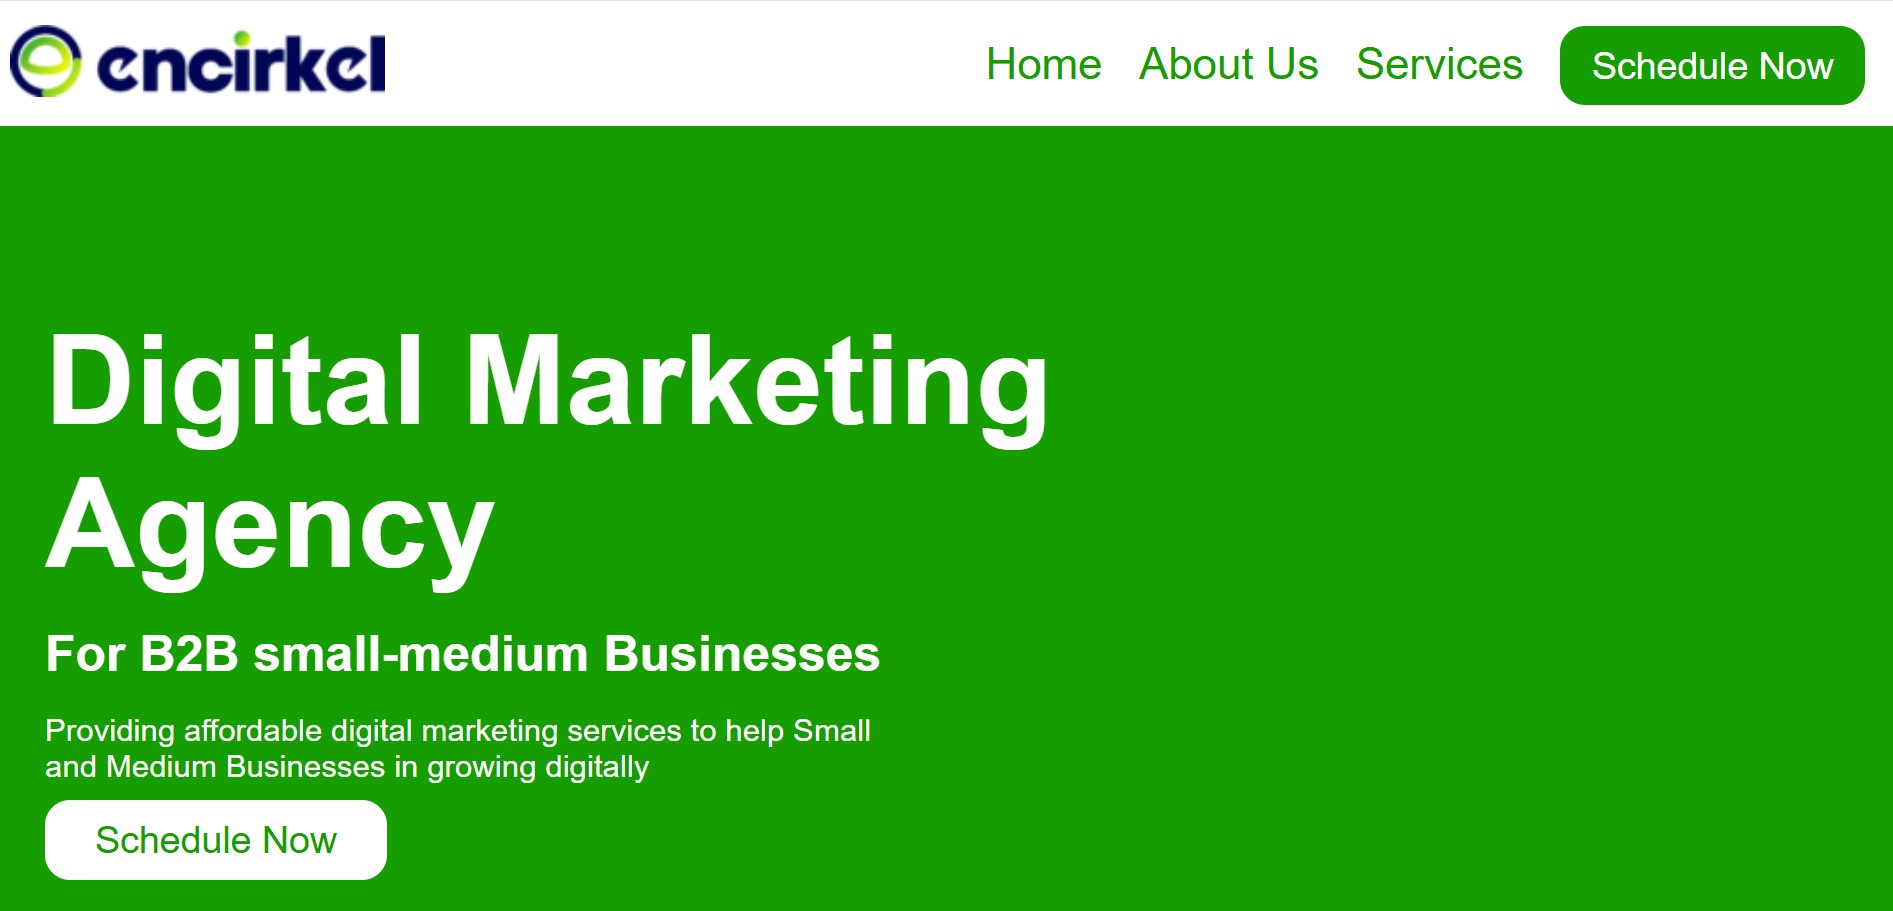 encirkel
Home About Us Services Schedule Now
Digital Marketing
Agency
For B2B small-medium Businesses
Providing affordable digital marketing services to help Small
and Medium Businesses in growing digitally
Schedule Now